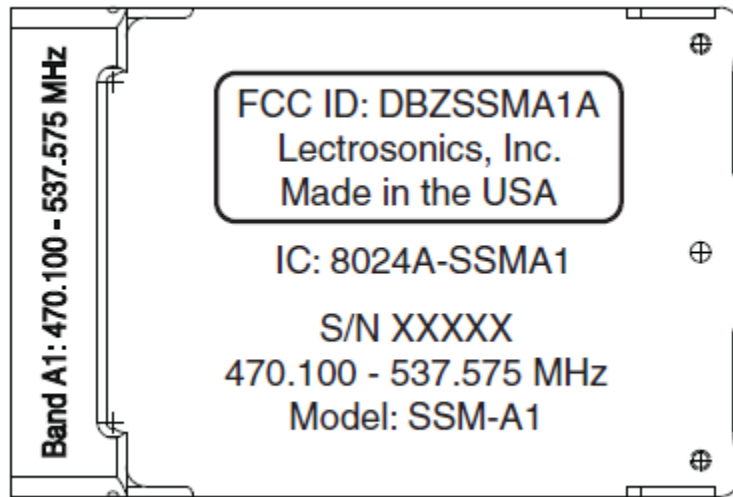 Band A1: 470.100 - 537.575 MHz
FCC ID: DBZSSMA1A
Lectrosonics, Inc.
Made in the USA
IC: 8024A-SSMA1
S/N XXXXX
470.100 - 537.575 MHz
Model: SSM-A1